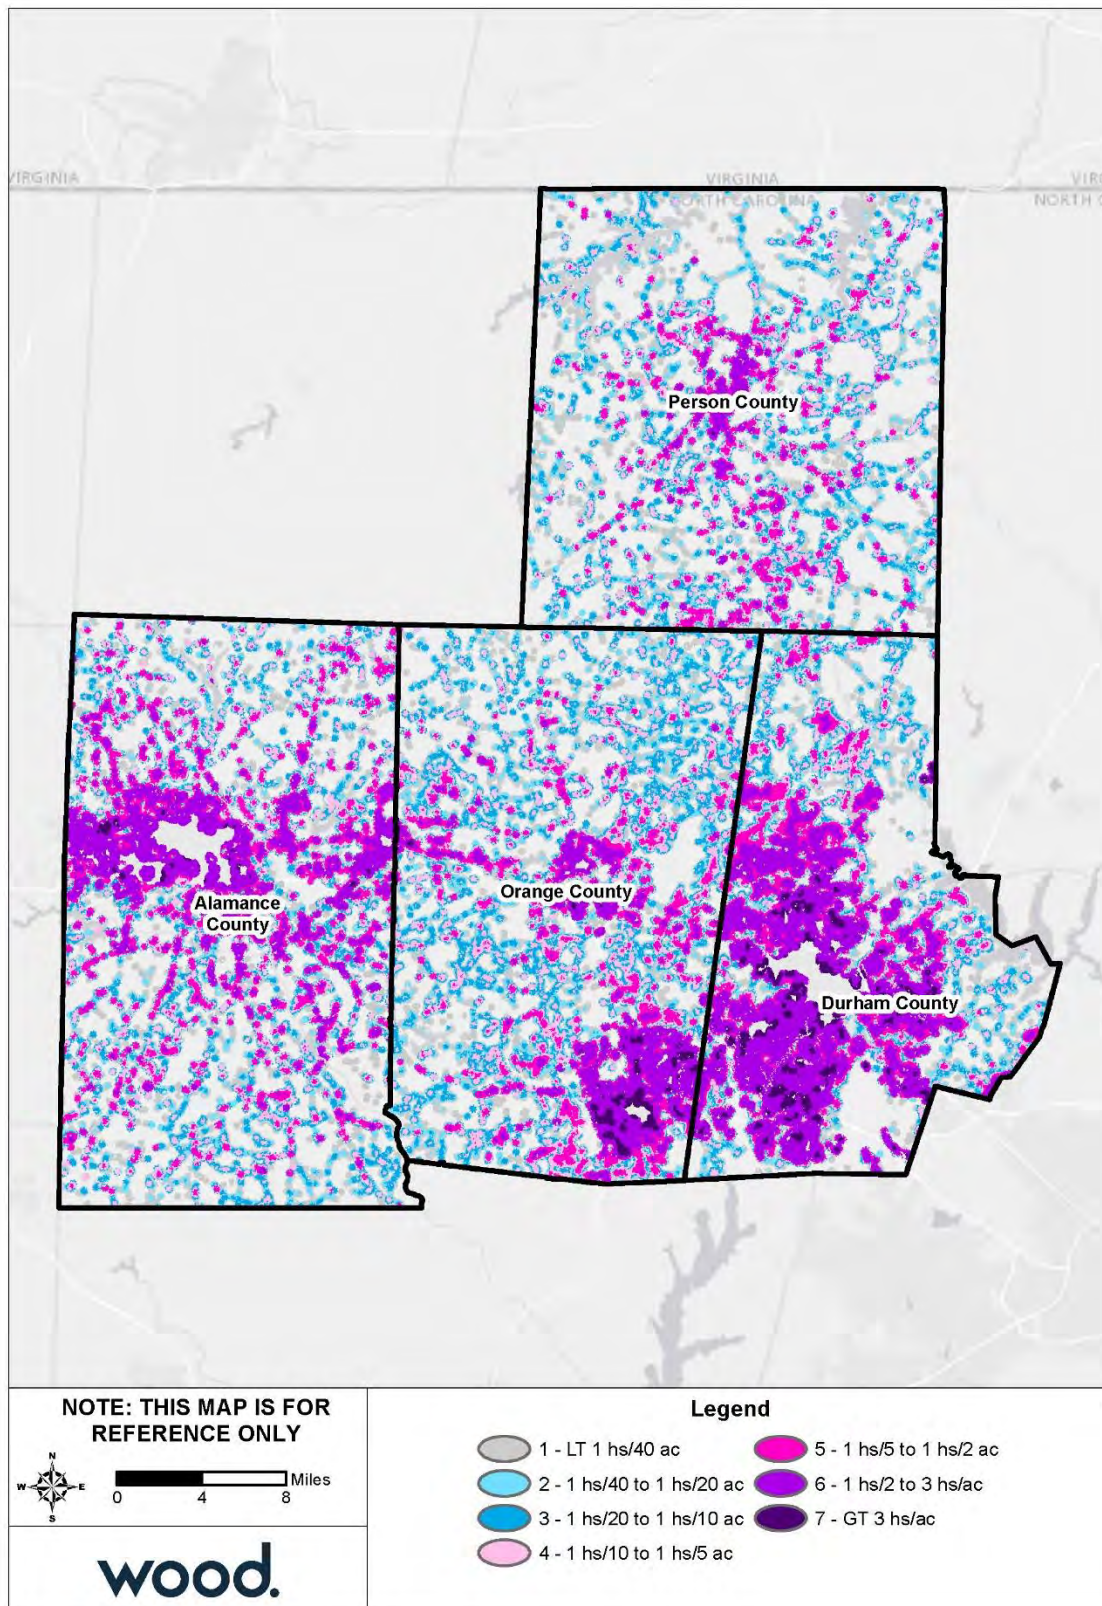 VIRGINIA
VIRGINIA
VIR
NORTH CAROLINA
NORTH C
Person County
Orange County
Alamance
County
Durham County
NOTE: THIS MAP IS FOR
REFERENCE ONLY
N
W
E
S
Miles
0
4
8
wood.
Legend
1 - LT 1 hs/40 ac
2 - 1 hs/40 to 1 hs/20 ac
3 - 1 hs/20 to 1 hs/10 ac
4 - 1 hs/10 to 1 hs/5 ac
5 - 1 hs/5 to 1 hs/2 ac
6 - 1 hs/2 to 3 hs/ac
7 - GT 3 hs/ac